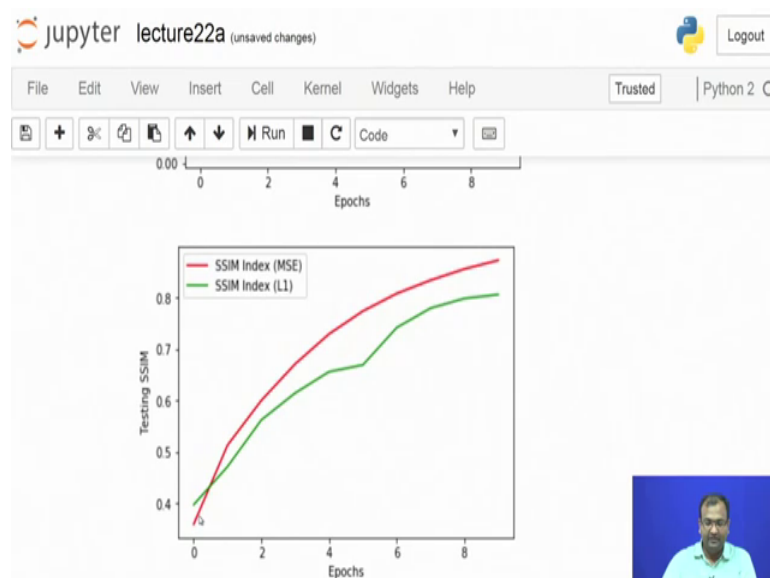 jupyter lecture22a (unsaved changes)
Logout
File Edit View Insert Cell Kernel Widgets Help
Trusted
Python 2
Run
Code
0.00
0 2 4 6 8
Epochs
SSIM Index (MSE)
SSIM Index (L1)
0.8
0.7
0.6
0.5
0.4
Testing SSIM
0 2 4 6 8
Epochs